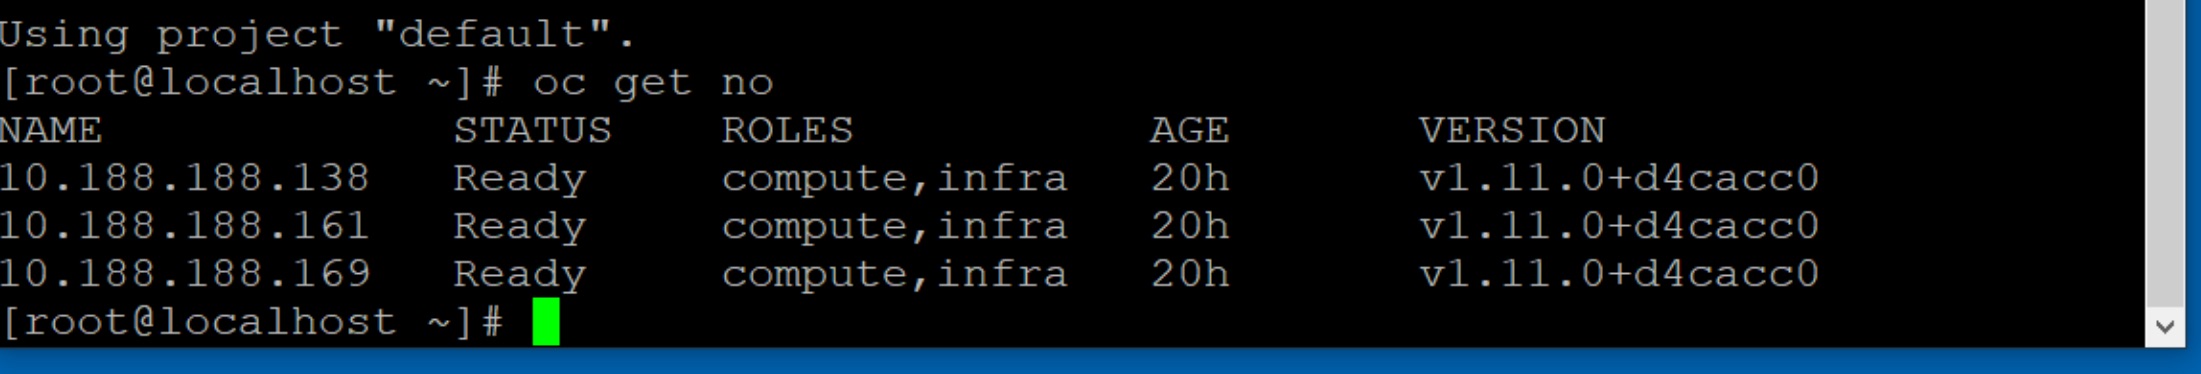 Using project "default".
[root@localhost ~]# oc get no
NAME STATUS ROLES AGE VERSION
10.188.188.138 Ready compute,infra 20h v1.11.0+d4cacc0
10.188.188.161 Ready compute,infra 20h v1.11.0+d4cacc0
10.188.188.169 Ready compute,infra 20h v1.11.0+d4cacc0
[root@localhost ~]#